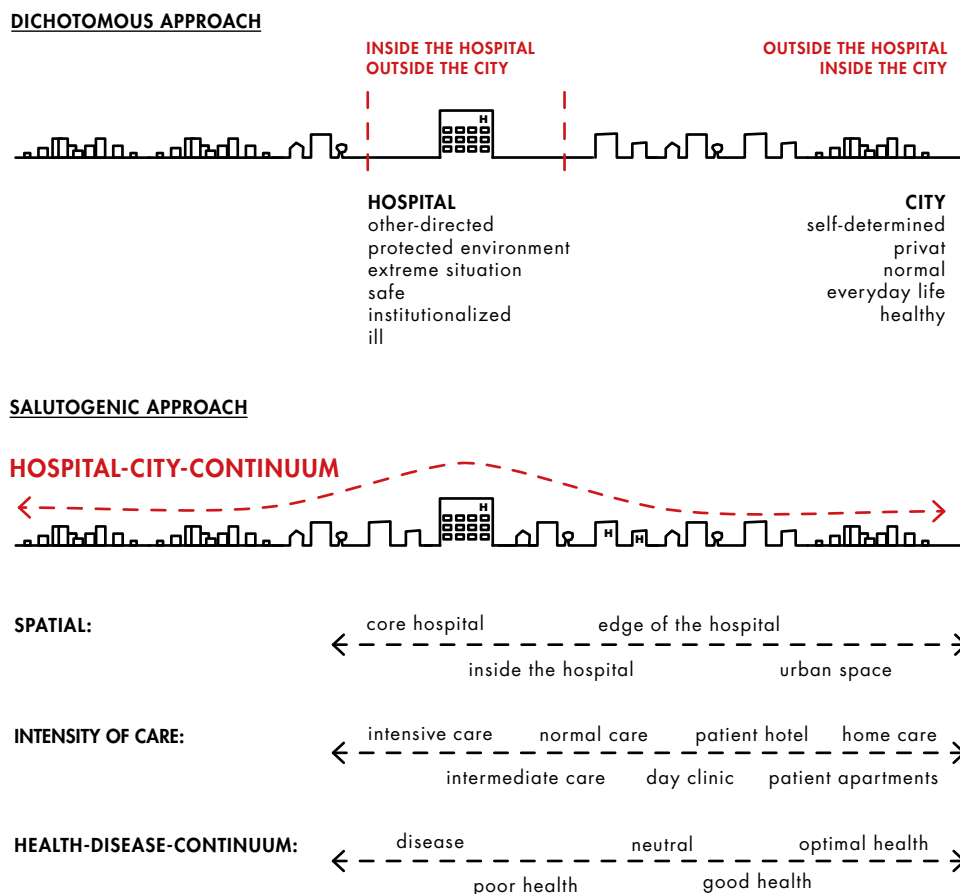 DICHOTOMOUS APPROACH
INSIDE THE HOSPITAL
OUTSIDE THE CITY
OUTSIDE THE HOSPITAL
INSIDE THE CITY
H
HOSPITAL
other-directed
protected environment
extreme situation
safe
institutionalized
ill
CITY
self-determined
privat
normal
everyday life
healthy
SALUTOGENIC APPROACH
HOSPITAL-CITY-CONTINUUM
H
H
H
SPATIAL:
core hospital
edge of the hospital
inside the hospital
urban space
INTENSITY OF CARE:
intensive care
normal care
patient hotel
home care
intermediate care
day clinic
patient apartments
HEALTH-DISEASE-CONTINUUM:
disease
neutral
optimal health
poor health
good health